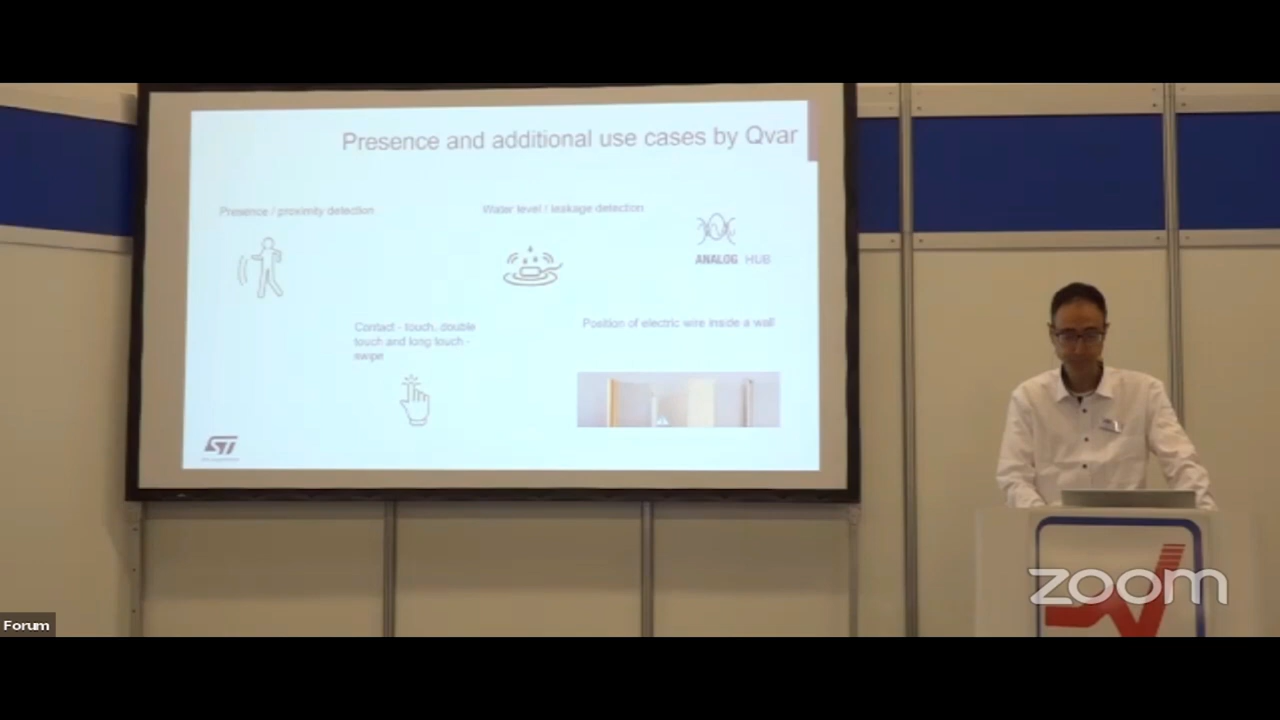 Presence and additional use cases by Qvar
Presence / proximity detection
Water level / leakage detection
ANALOG HUB
Contact - touch, double
touch and long touch -
swipe
Position of electric wire inside a wall
ST
zoom
Forum